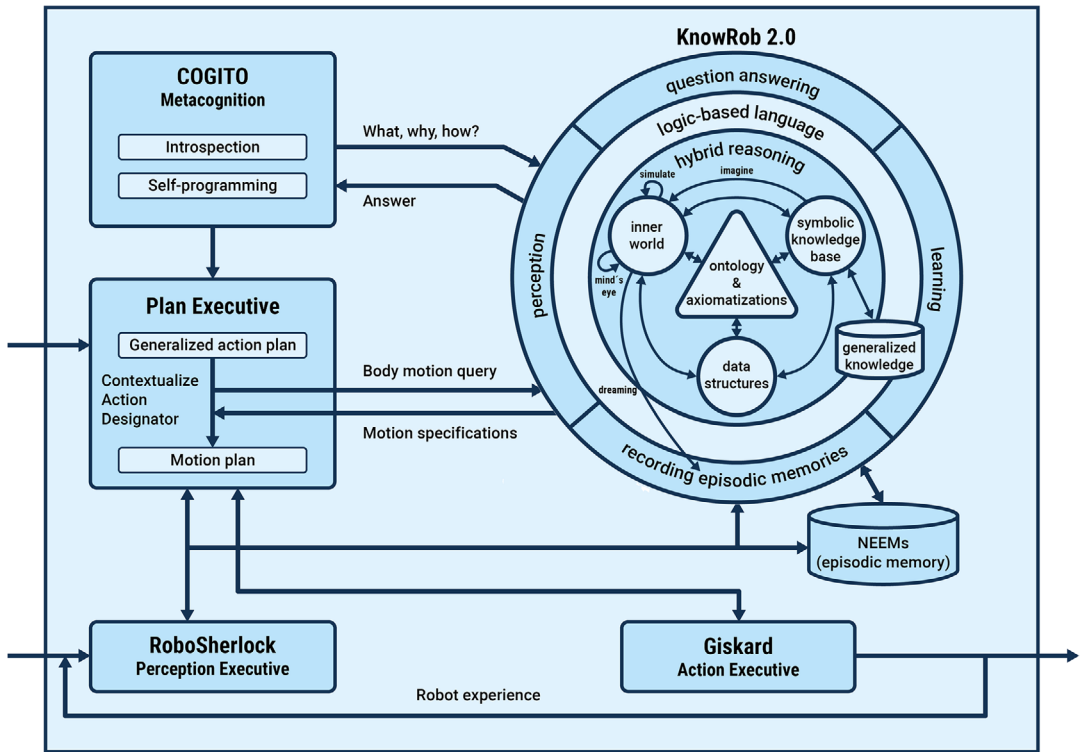 KnowRob 2.0
COGITO
Metacognition
Introspection
Self-programming
What, why, how?
Answer
Plan Executive
Generalized action plan
Contextualize
Action
Designator
Motion plan
Body motion query
Motion specifications
question answering
logic-based language
hybrid reasoning
perception
learning
recording episodic memories
simulate
imagine
inner
world
symbolic
knowledge
base
mind´s
eye
ontology
&
axiomatizations
data
structures
generalized
knowledge
dreaming
NEEMs
(episodic memory)
RoboSherlock
Perception Executive
Giskard
Action Executive
Robot experience